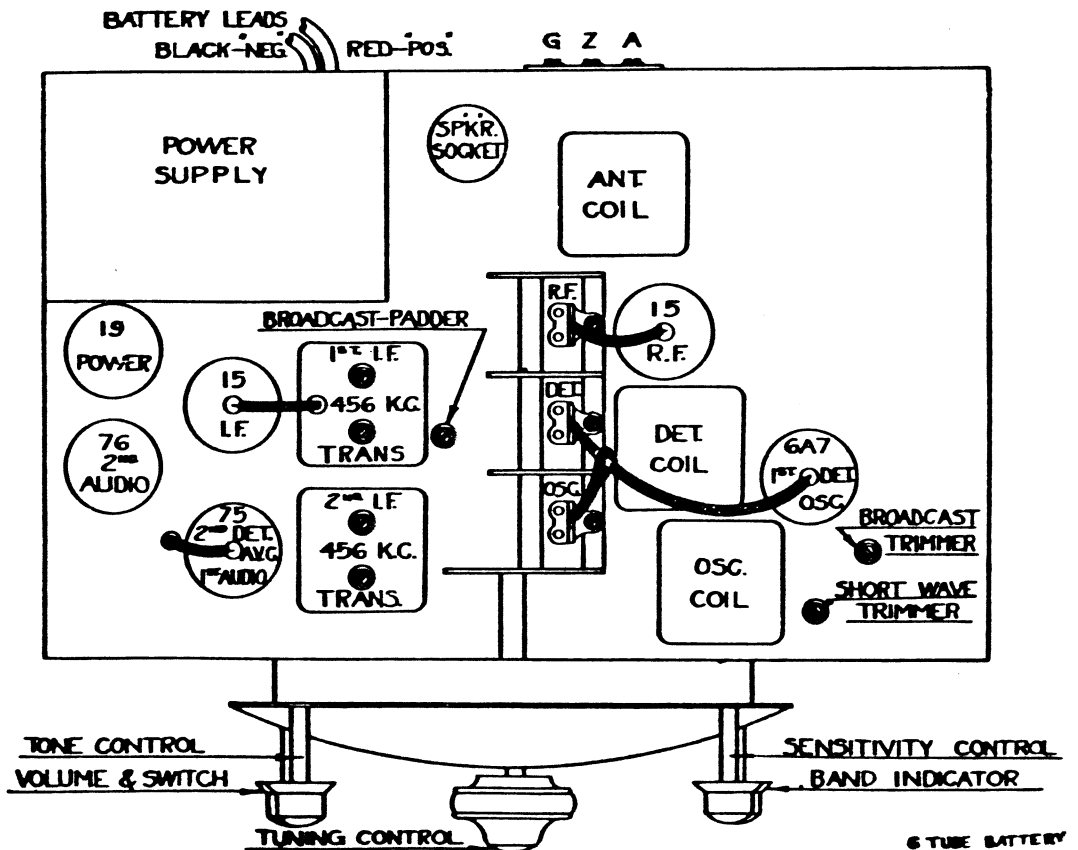 BATTERY LEADS
BLACK-"NEG." RED-"POS."
G Z A
POWER
SUPPLY
SPKR.
SOCKET
ANT.
COIL
R.F.
15
R.F.
BROADCAST-PADDER
19
POWER
15
I.F.
1ST I.F.
456 K.C.
TRANS
DET.
DET.
COIL
6A7
1ST DET.
OSC.
76
2ND
AUDIO
OSC.
75
2ND DET.
A.V.C.
1ST AUDIO
2ND I.F.
456 K.C.
TRANS.
OSC.
COIL
BROADCAST
TRIMMER
SHORT WAVE
TRIMMER
TONE CONTROL
VOLUME & SWITCH
TUNING CONTROL
SENSITIVITY CONTROL
BAND INDICATOR
6 TUBE BATTERY